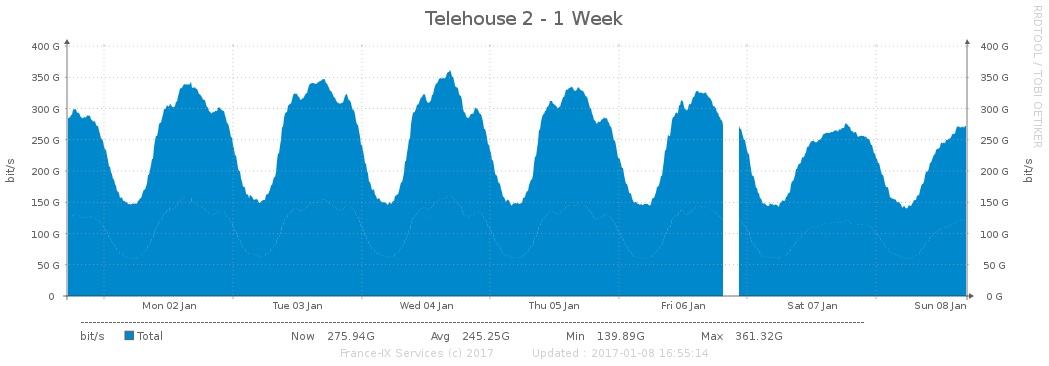 Telehouse 2 - 1 Week
RRDTOOL / TOBI OETIKER
400 G 400 G
350 G 350 G
300 G 300 G
250 G 250 G
200 G 200 G
150 G 150 G
100 G 100 G
50 G 50 G
0 0 G
bit/s
bit/s
Mon 02 Jan Tue 03 Jan Wed 04 Jan Thu 05 Jan Fri 06 Jan Sat 07 Jan Sun 08 Jan
bit/s Total Now 275.94G Avg 245.25G Min 139.89G Max 361.32G
France-IX Services (c) 2017 Updated : 2017-01-08 16:55:14